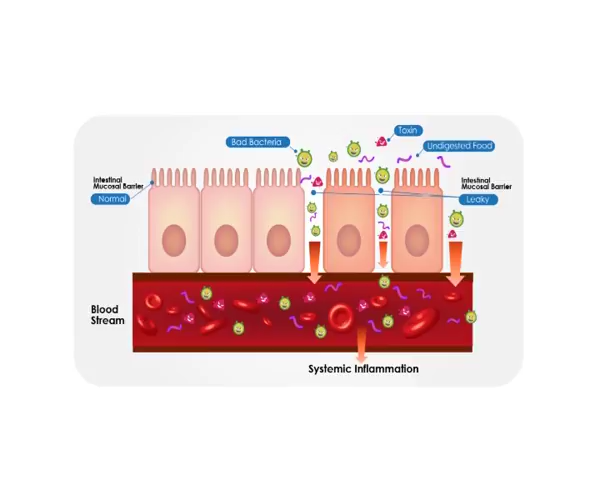 Toxin
Bad Bacteria
Undigested Food
Intestinal
Mucosal Barrier
Normal
Intestinal
Mucosal Barrier
Leaky
Blood
Stream
Systemic Inflammation